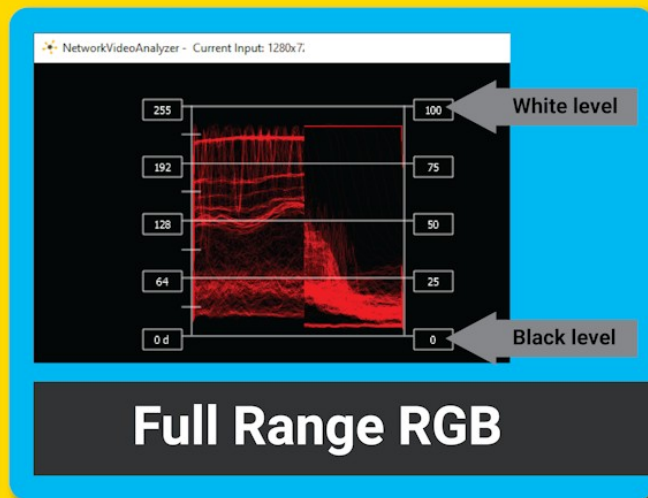 NetworkVideoAnalyzer - Current Input: 1280x7
255 100 White level
192 75
128 50
64 25
0 d 0 Black level
Full Range RGB